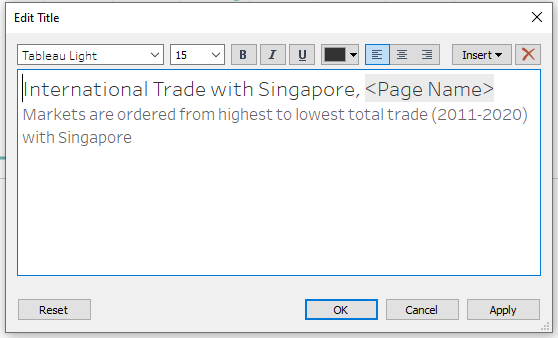 Edit Title
Tableau Light 15 B I U Insert
International Trade with Singapore, <Page Name>
Markets are ordered from highest to lowest total trade (2011-2020)
with Singapore
Reset OK Cancel Apply